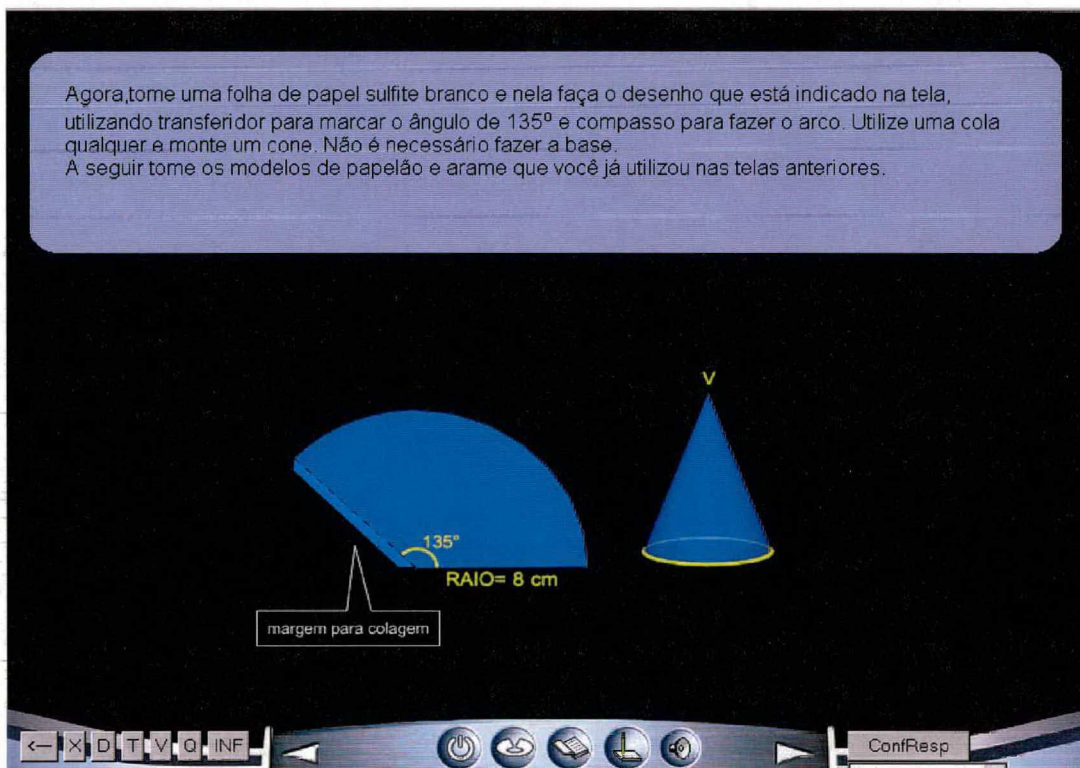 Agora,tome uma folha de papel sulfite branco e nela faça o desenho que está indicado na tela,
utilizando transferidor para marcar o ângulo de 135º e compasso para fazer o arco. Utilize uma cola
qualquer e monte um cone. Não é necessário fazer a base.
A seguir tome os modelos de papelão e arame que você já utilizou nas telas anteriores.
V
135°
RAIO= 8 cm
margem para colagem
<— X D T V Q INF
ConfResp